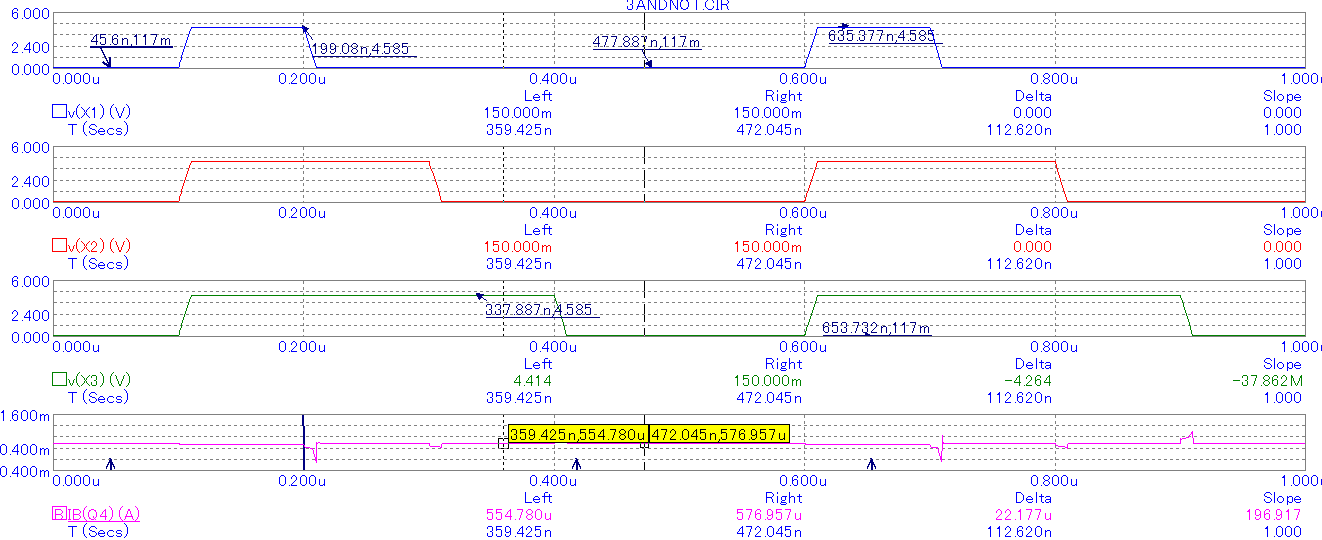 3ANDNOT.CIR
6.000
2.400
0.000
45.6n,117m
199.08n,4.585
477.887n,117m
635.377n,4.585
0.000u 0.200u 0.400u 0.600u 0.800u 1.000u
Left Right Delta Slope
v(X1) (V) 150.000m 150.000m 0.000 0.000
T (Secs) 359.425n 472.045n 112.620n 1.000
6.000
2.400
0.000
0.000u 0.200u 0.400u 0.600u 0.800u 1.000u
Left Right Delta Slope
v(X2) (V) 150.000m 150.000m 0.000 0.000
T (Secs) 359.425n 472.045n 112.620n 1.000
6.000
2.400
0.000
337.887n,4.585
653.732n,117m
0.000u 0.200u 0.400u 0.600u 0.800u 1.000u
Left Right Delta Slope
v(X3) (V) 4.414 150.000m -4.264 -37.862M
T (Secs) 359.425n 472.045n 112.620n 1.000
1.600m
0.400m
0.400m
359.425n,554.780u 472.045n,576.957u
0.000u 0.200u 0.400u 0.600u 0.800u 1.000u
Left Right Delta Slope
IB(Q4) (A) 554.780u 576.957u 22.177u 196.917
T (Secs) 359.425n 472.045n 112.620n 1.000